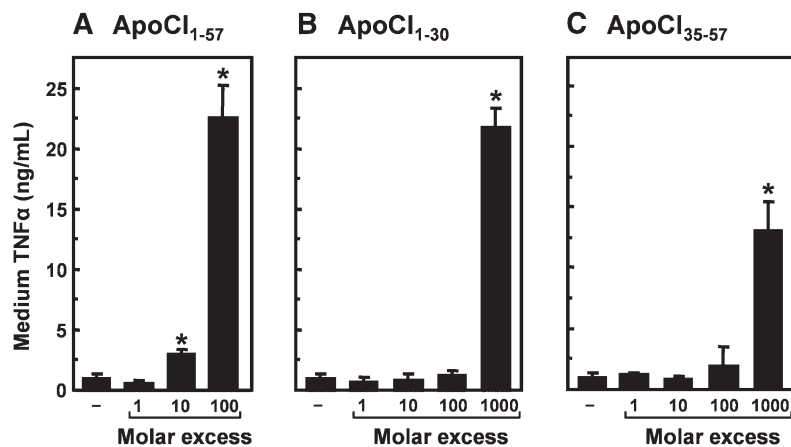 A ApoCI1-57
B ApoCI1-30
C ApoCI35-57
Medium TNFα (ng/mL)
25
20
15
10
5
0
* *
*
*
– 1 10 100
– 1 10 100 1000
– 1 10 100 1000
Molar excess
Molar excess
Molar excess